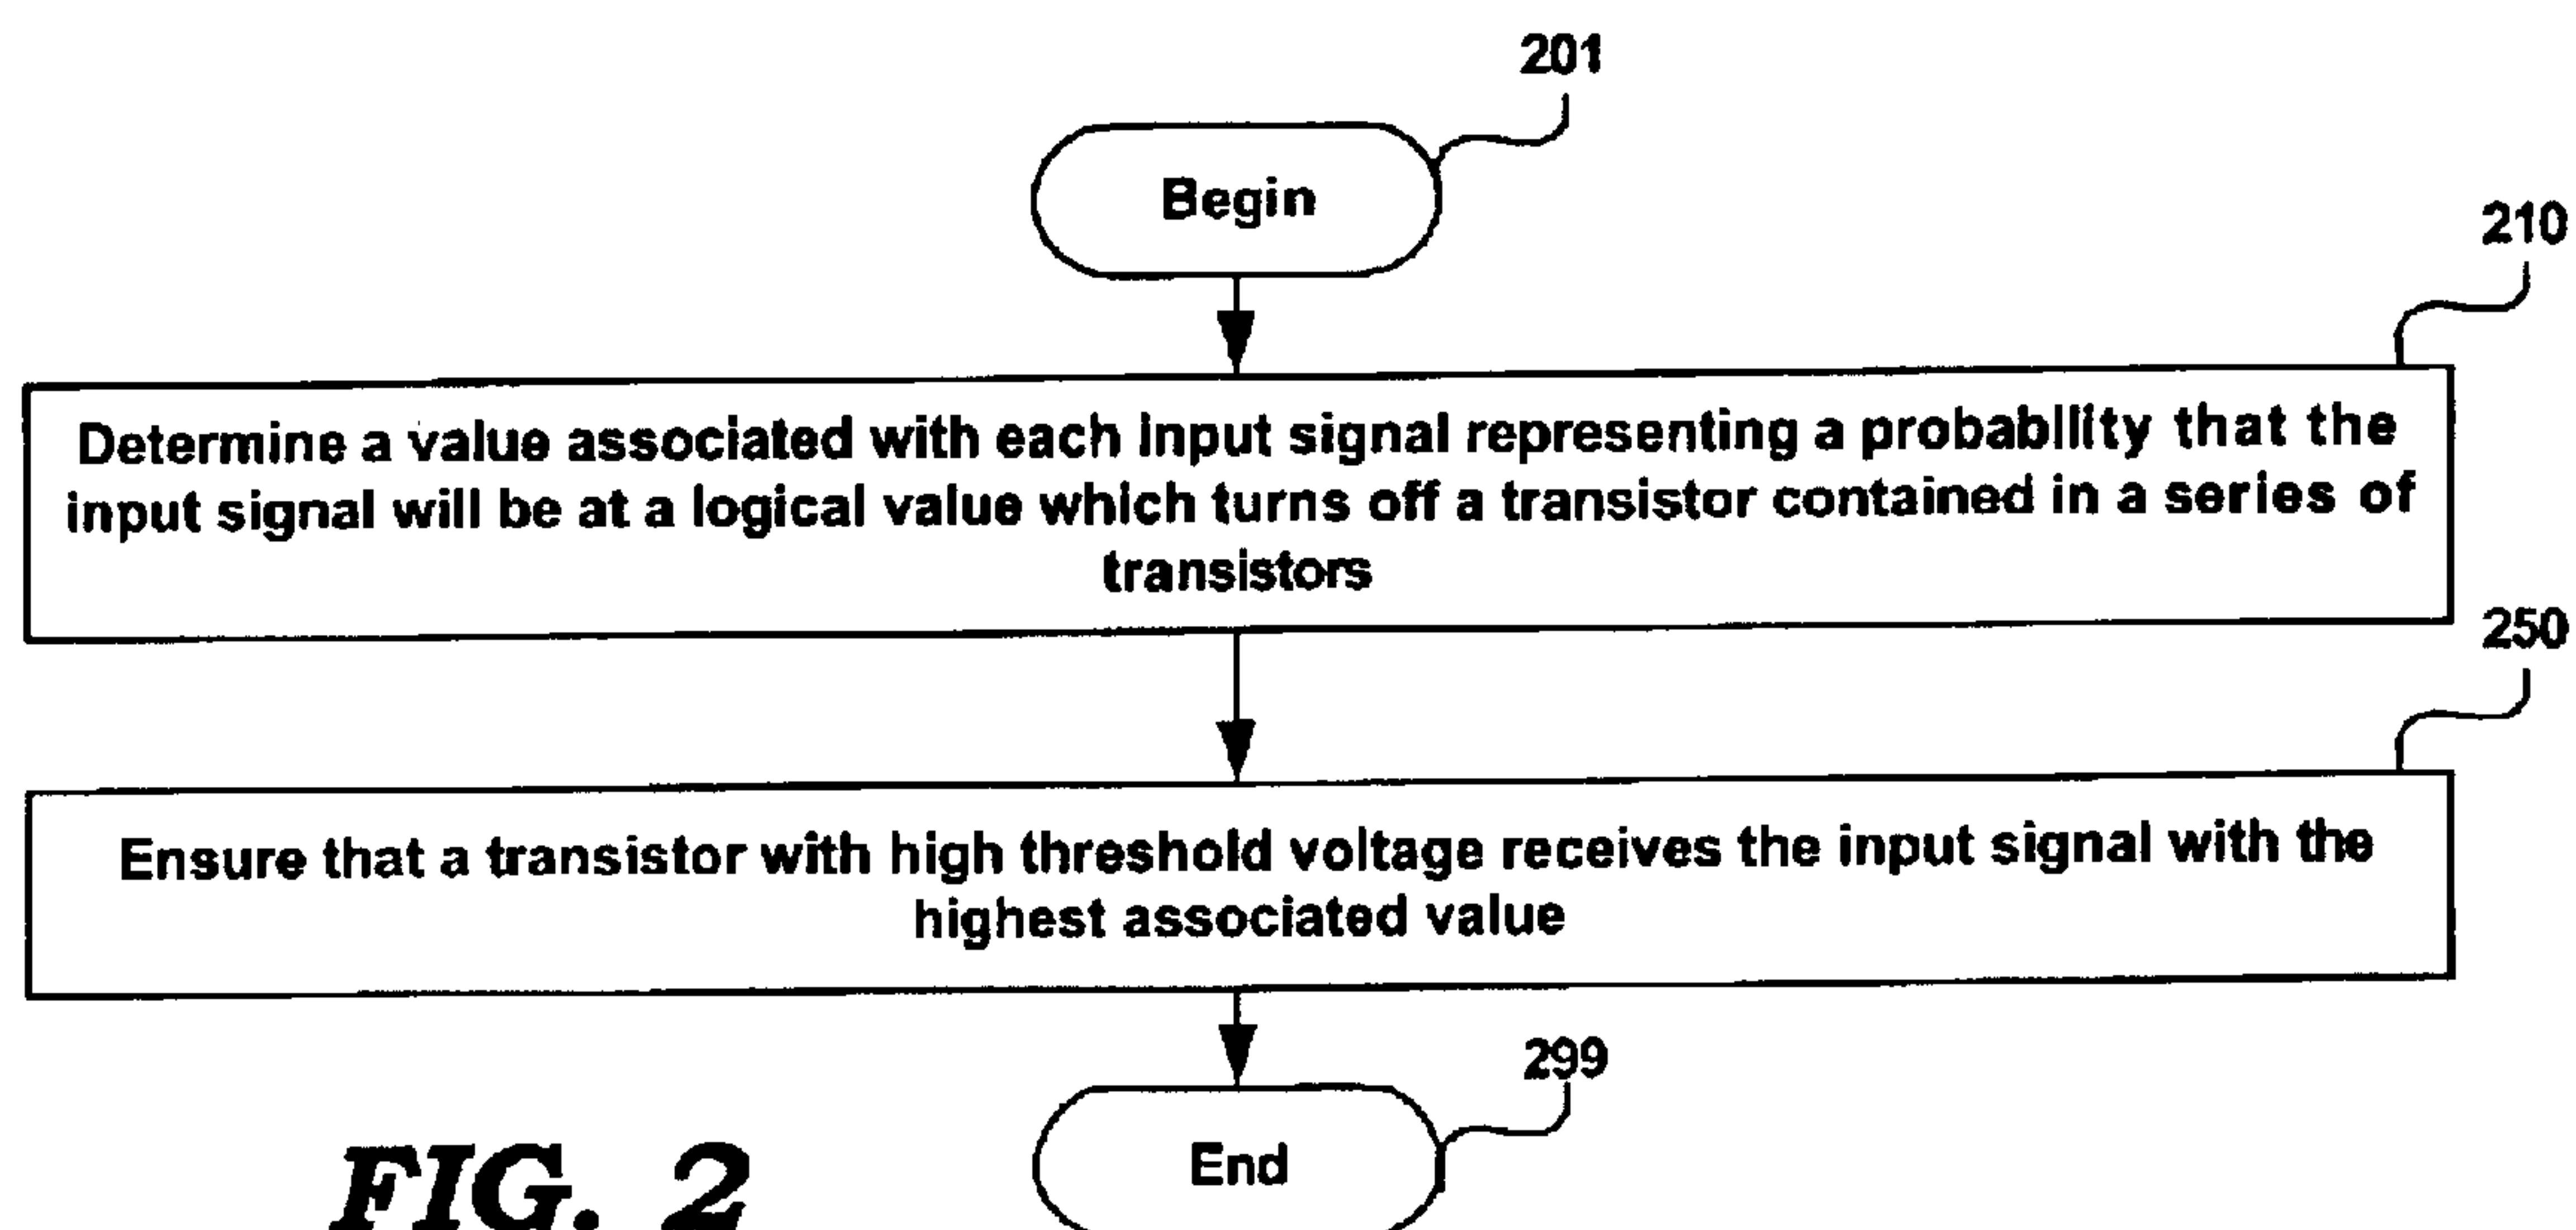 201
Begin
210
Determine a value associated with each input signal representing a probability that the
input signal will be at a logical value which turns off a transistor contained in a series of
transistors
250
Ensure that a transistor with high threshold voltage receives the input signal with the
highest associated value
299
End
FIG. 2